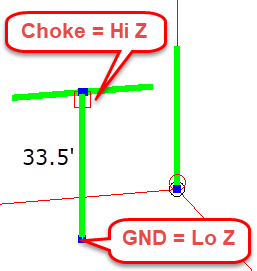 Choke = Hi Z
33.5'
GND = Lo Z